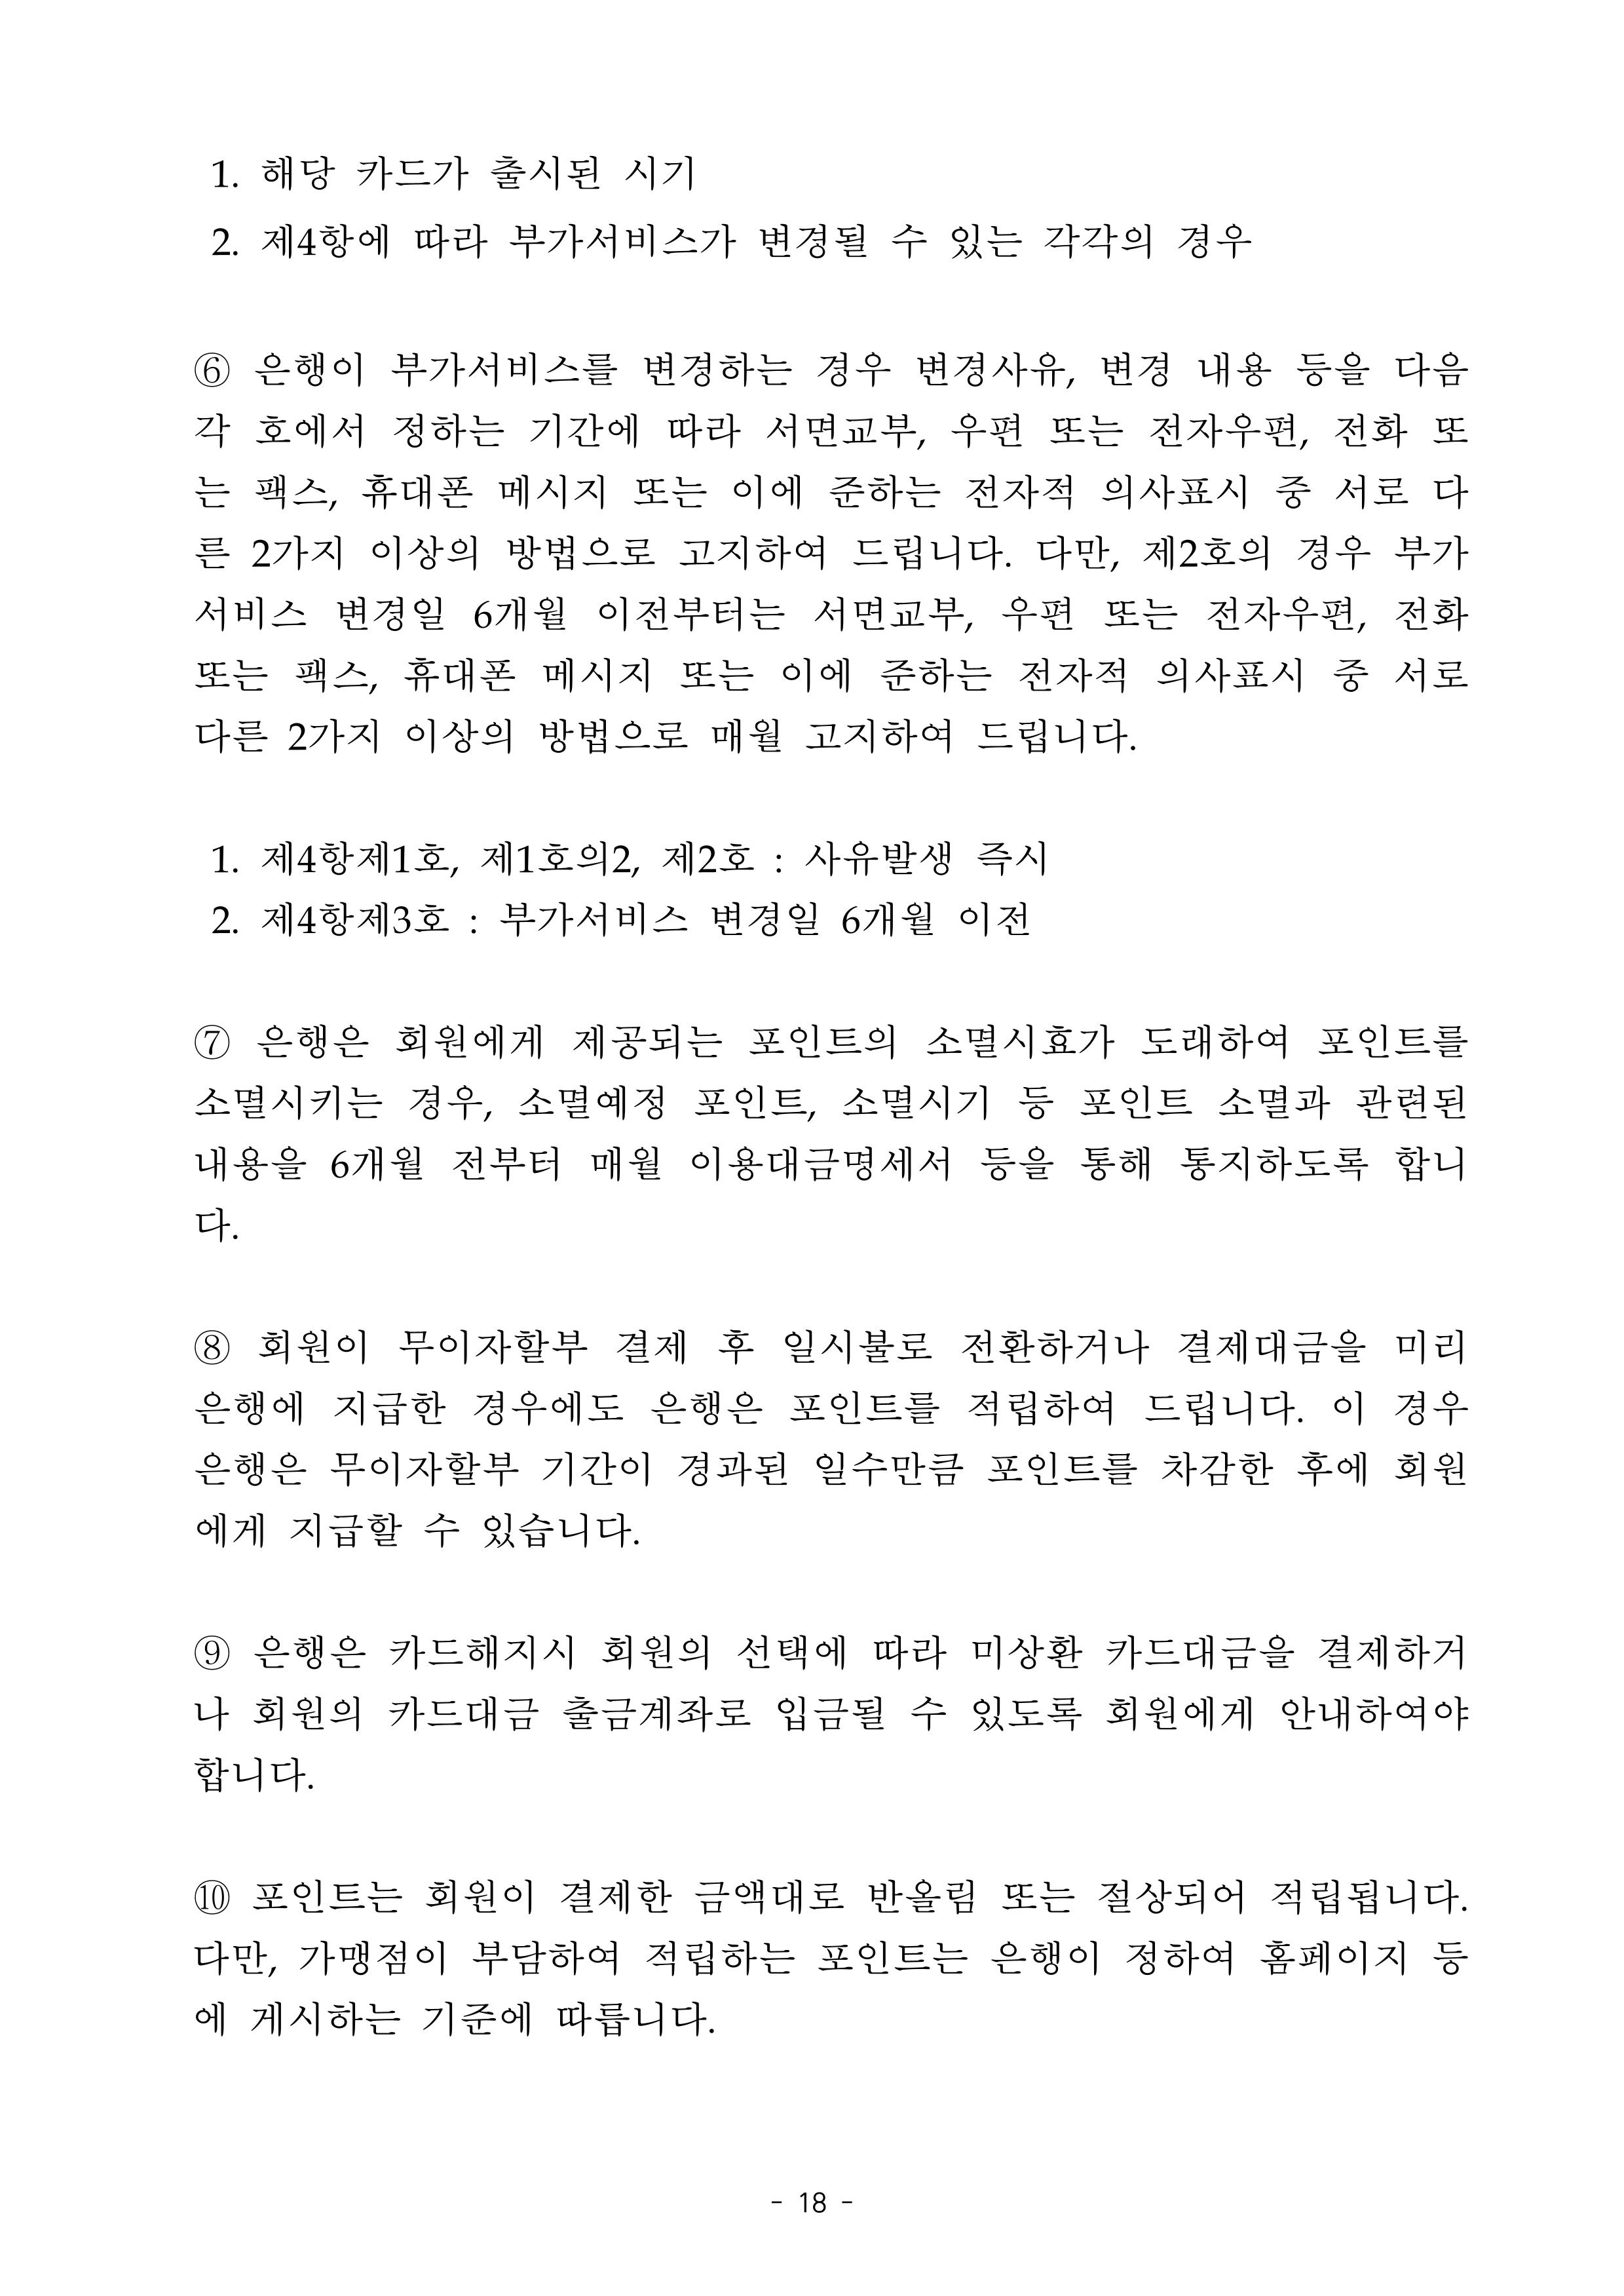 1. 해당 카드가 출시된 시기
2. 제4항에 따라 부가서비스가 변경될 수 있는 각각의 경우
⑥ 은행이 부가서비스를 변경하는 경우 변경사유, 변경 내용 등을 다음
각 호에서 정하는 기간에 따라 서면교부, 우편 또는 전자우편, 전화 또
는 팩스, 휴대폰 메시지 또는 이에 준하는 전자적 의사표시 중 서로 다
른 2가지 이상의 방법으로 고지하여 드립니다. 다만, 제2호의 경우 부가
서비스 변경일 6개월 이전부터는 서면교부, 우편 또는 전자우편, 전화
또는 팩스, 휴대폰 메시지 또는 이에 준하는 전자적 의사표시 중 서로
다른 2가지 이상의 방법으로 매월 고지하여 드립니다.
1. 제4항제1호, 제1호의2, 제2호 : 사유발생 즉시
2. 제4항제3호 : 부가서비스 변경일 6개월 이전
⑦ 은행은 회원에게 제공되는 포인트의 소멸시효가 도래하여 포인트를
소멸시키는 경우, 소멸예정 포인트, 소멸시기 등 포인트 소멸과 관련된
내용을 6개월 전부터 매월 이용대금명세서 등을 통해 통지하도록 합니
다.
⑧ 회원이 무이자할부 결제 후 일시불로 전환하거나 결제대금을 미리
은행에 지급한 경우에도 은행은 포인트를 적립하여 드립니다. 이 경우
은행은 무이자할부 기간이 경과된 일수만큼 포인트를 차감한 후에 회원
에게 지급할 수 있습니다.
⑨ 은행은 카드해지시 회원의 선택에 따라 미상환 카드대금을 결제하거
나 회원의 카드대금 출금계좌로 입금될 수 있도록 회원에게 안내하여야
합니다.
⑩ 포인트는 회원이 결제한 금액대로 반올림 또는 절상되어 적립됩니다.
다만, 가맹점이 부담하여 적립하는 포인트는 은행이 정하여 홈페이지 등
에 게시하는 기준에 따릅니다.
- 18 -